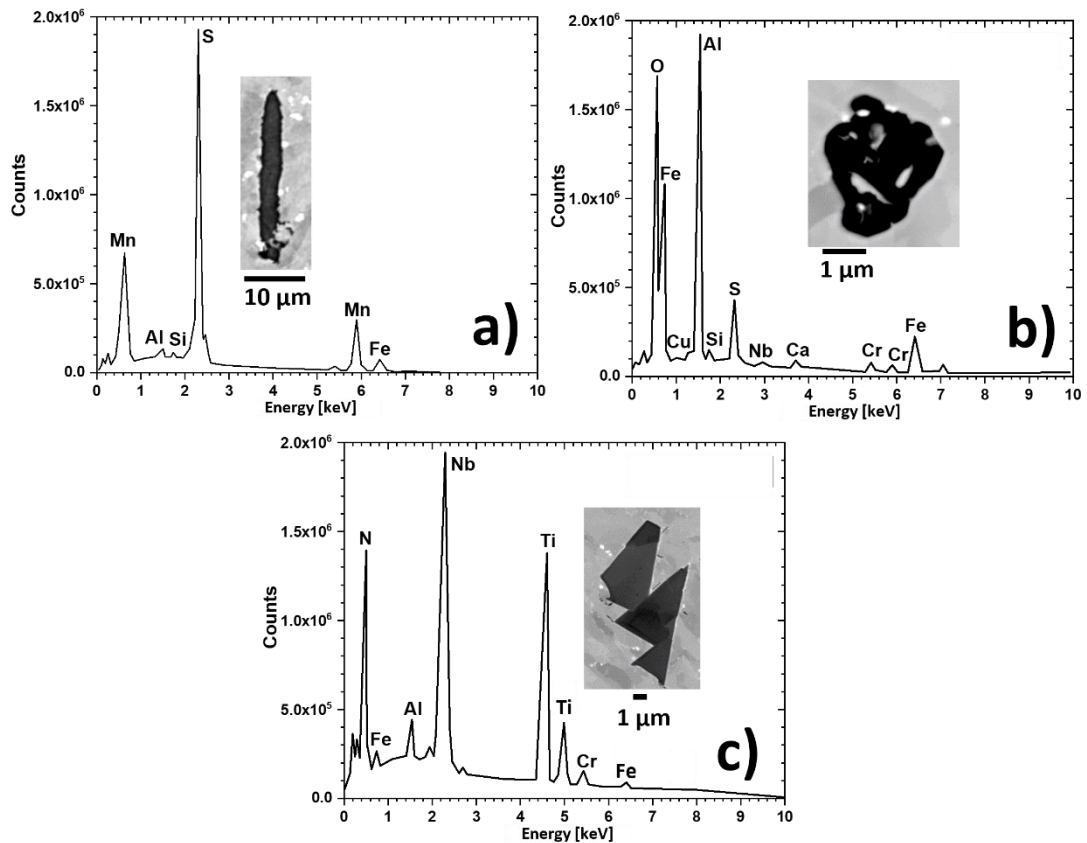 2.0x10⁶
S
1.5x10⁶
1.0x10⁶
5.0x10⁵
0.0
Counts
Mn
Al
Si
Mn
Fe
10 µm
a)
0 1 2 3 4 5 6 7 8 9 10
Energy [keV]
2.0x10⁶
Al
O
1.5x10⁶
Fe
1.0x10⁶
5.0x10⁵
0.0
Counts
Cu
Si
S
Nb
Ca
Cr
Cr
Fe
1 µm
b)
0 1 2 3 4 5 6 7 8 9 10
Energy [keV]
2.0x10⁶
Nb
1.5x10⁶
N
Ti
1.0x10⁶
5.0x10⁵
0.0
Counts
Fe
Al
Ti
Cr
Fe
1 µm
c)
0 1 2 3 4 5 6 7 8 9 10
Energy [keV]